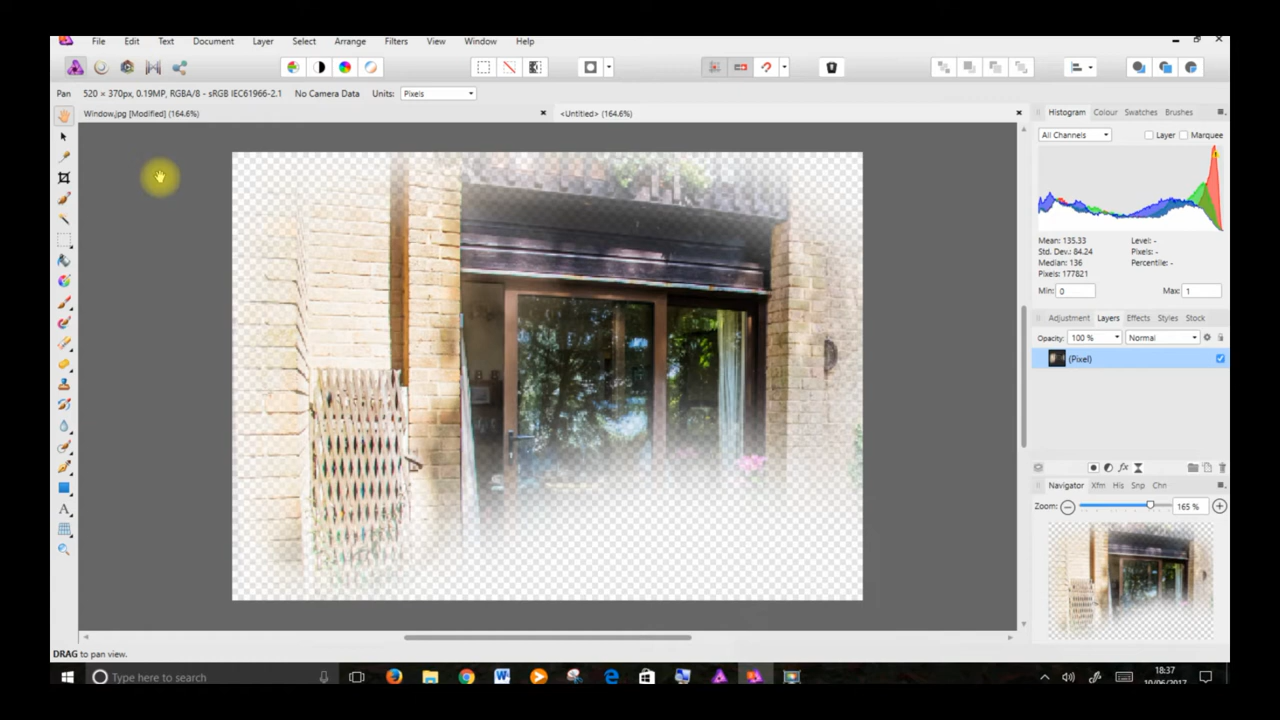 File Edit Text Document Layer Select Arrange Filters View Window Help
Pan 520 × 370px, 0.19MP, RGBA/8 - sRGB IEC61966-2.1 No Camera Data Units: Pixels
Window.jpg [Modified] (164.6%) <Untitled> (164.6%)
Histogram Colour Swatches Brushes
All Channels Layer Marquee
Mean: 135.33 Level: -
Std. Dev.: 84.24 Pixels: -
Median: 136 Percentile: -
Pixels: 177821
Min: 0 Max: 1
Adjustment Layers Effects Styles Stock
Opacity: 100 % Normal
(Pixel)
fx
Navigator Xfm His Snp Chn
Zoom: 165 %
A
DRAG to pan view.
Type here to search
18:37
10/06/2017